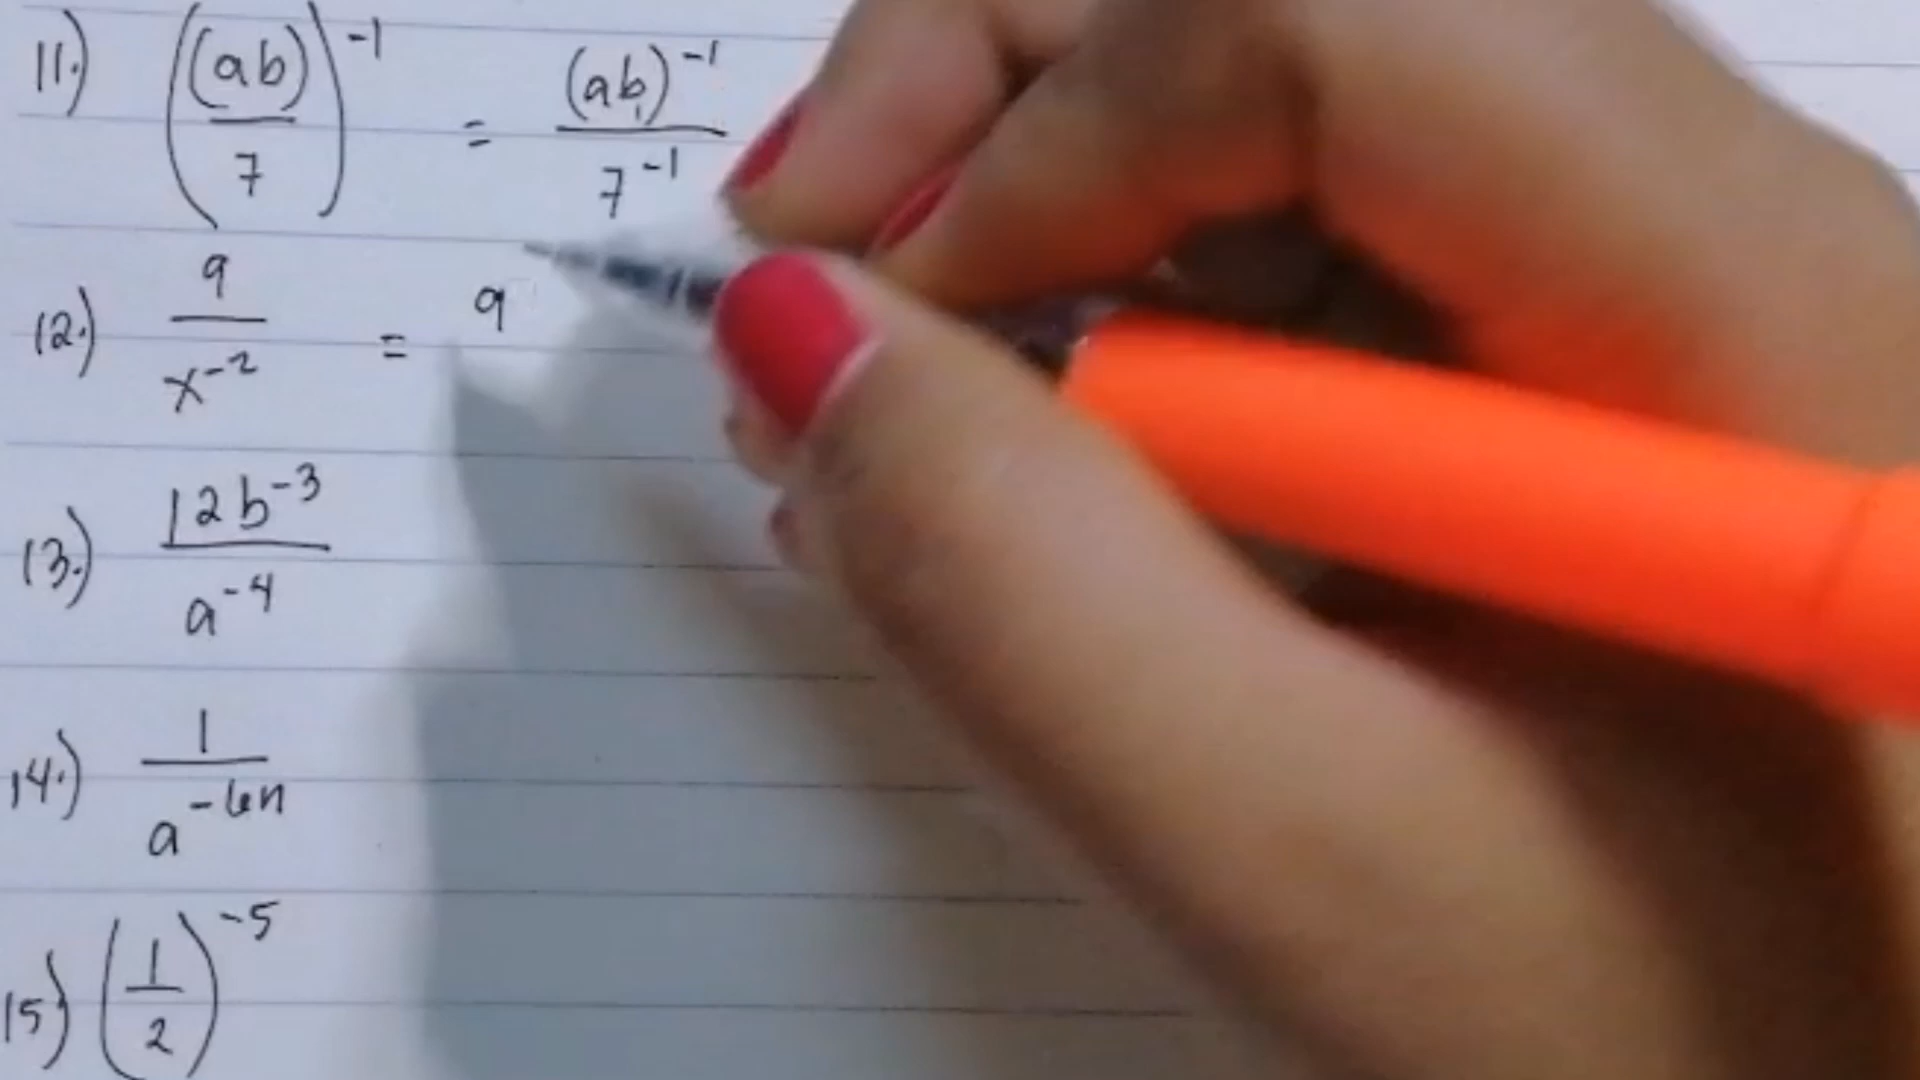 11.) ((ab)/7)^-1 = (ab)^-1/7^-1
12.) 9/x^-2 = 9
13.) 12b^-3/a^-4
14.) 1/a^-6n
15) (1/2)^-5